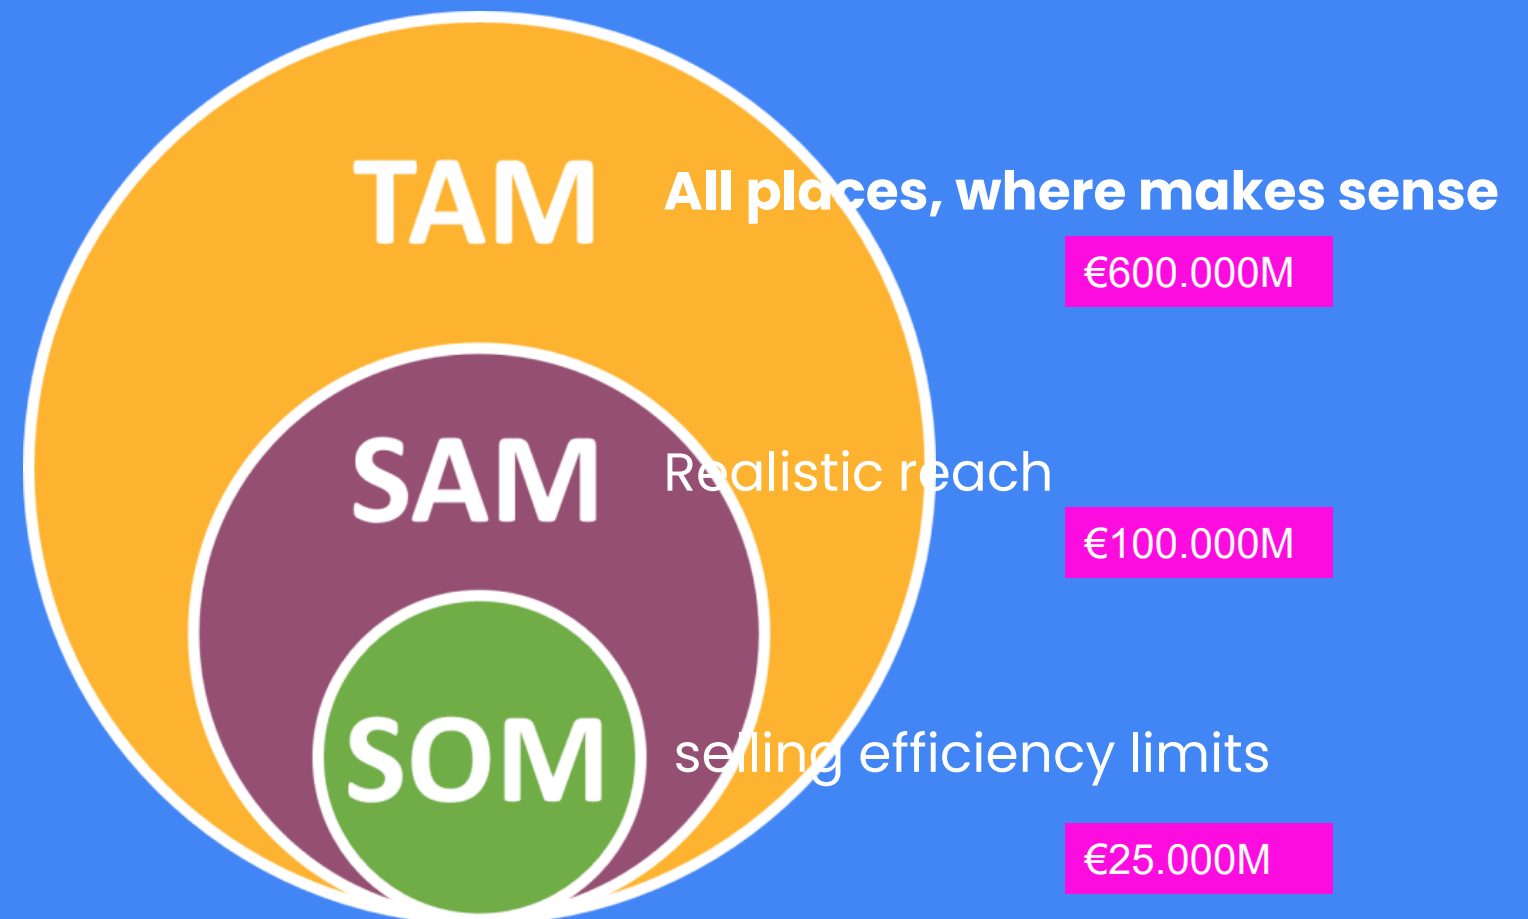 TAM
All places, where makes sense
€600.000M
SAM
Realistic reach
€100.000M
SOM
selling efficiency limits
€25.000M